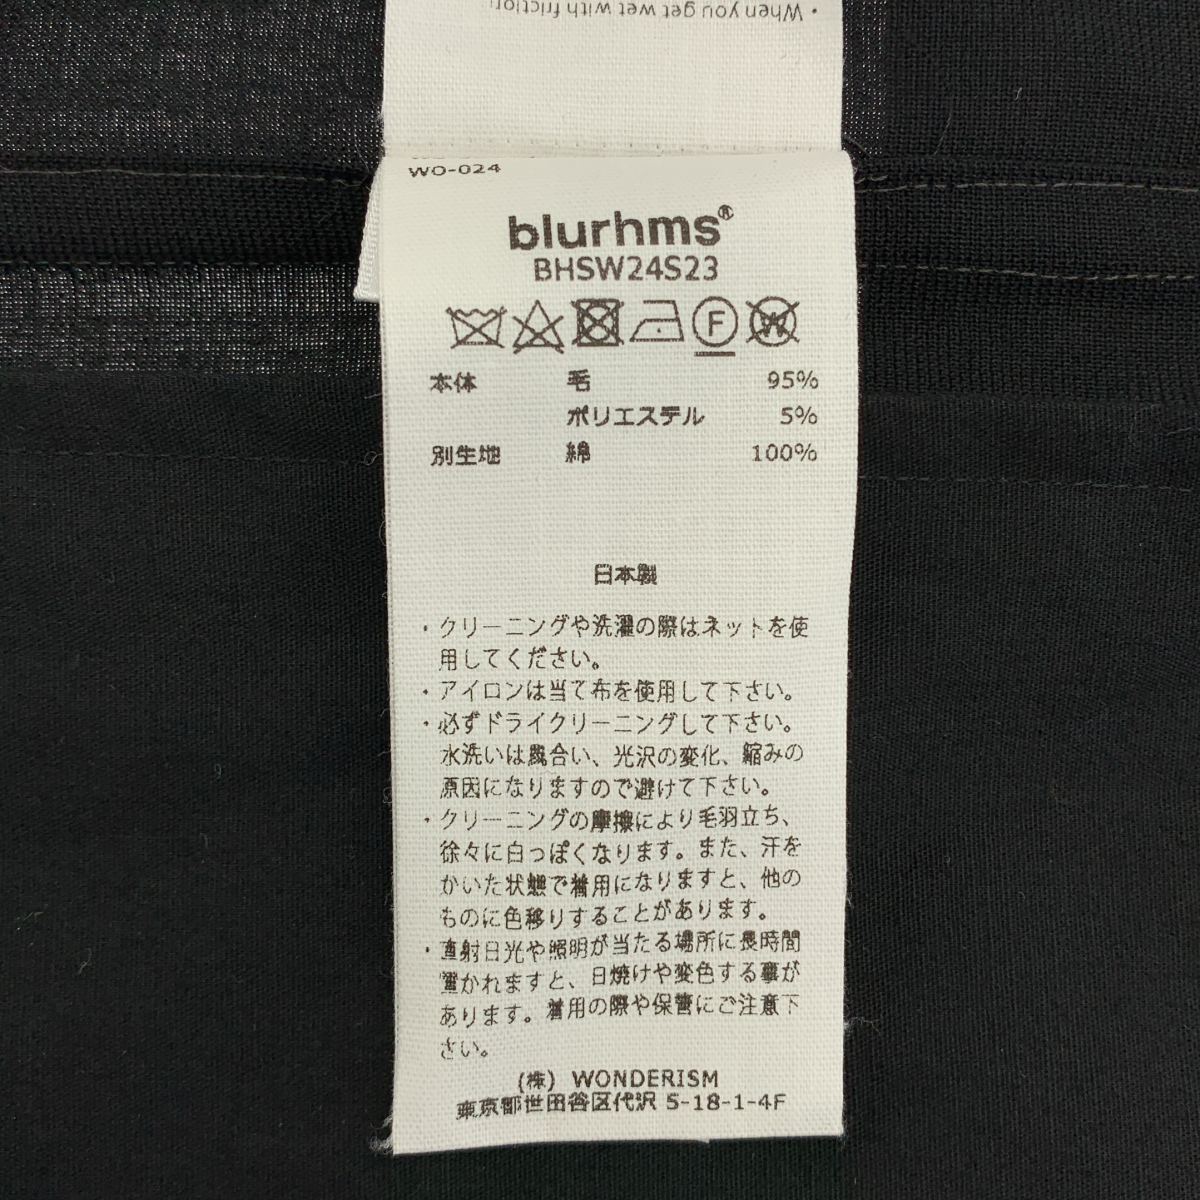 ・When you get wet with friction
WO-024
blurhms®
BHSW24S23
F W
本体 毛 95%
ポリエステル 5%
別生地 綿 100%
日本製
・クリーニングや洗濯の際はネットを使
用してください。
・アイロンは当て布を使用して下さい。
・必ずドライクリーニングして下さい。
水洗いは風合い、光沢の変化、縮みの
原因になりますので避けて下さい。
・クリーニングの摩擦により毛羽立ち、
徐々に白っぽくなります。また、汗を
かいた状態で着用になりますと、他の
ものに色移りすることがあります。
・直射日光や照明が当たる場所に長時間
置かれますと、日焼けや変色する事が
あります。着用の際や保管にご注意下
さい。
(株) WONDERISM
東京都世田谷区代沢 5-18-1-4F